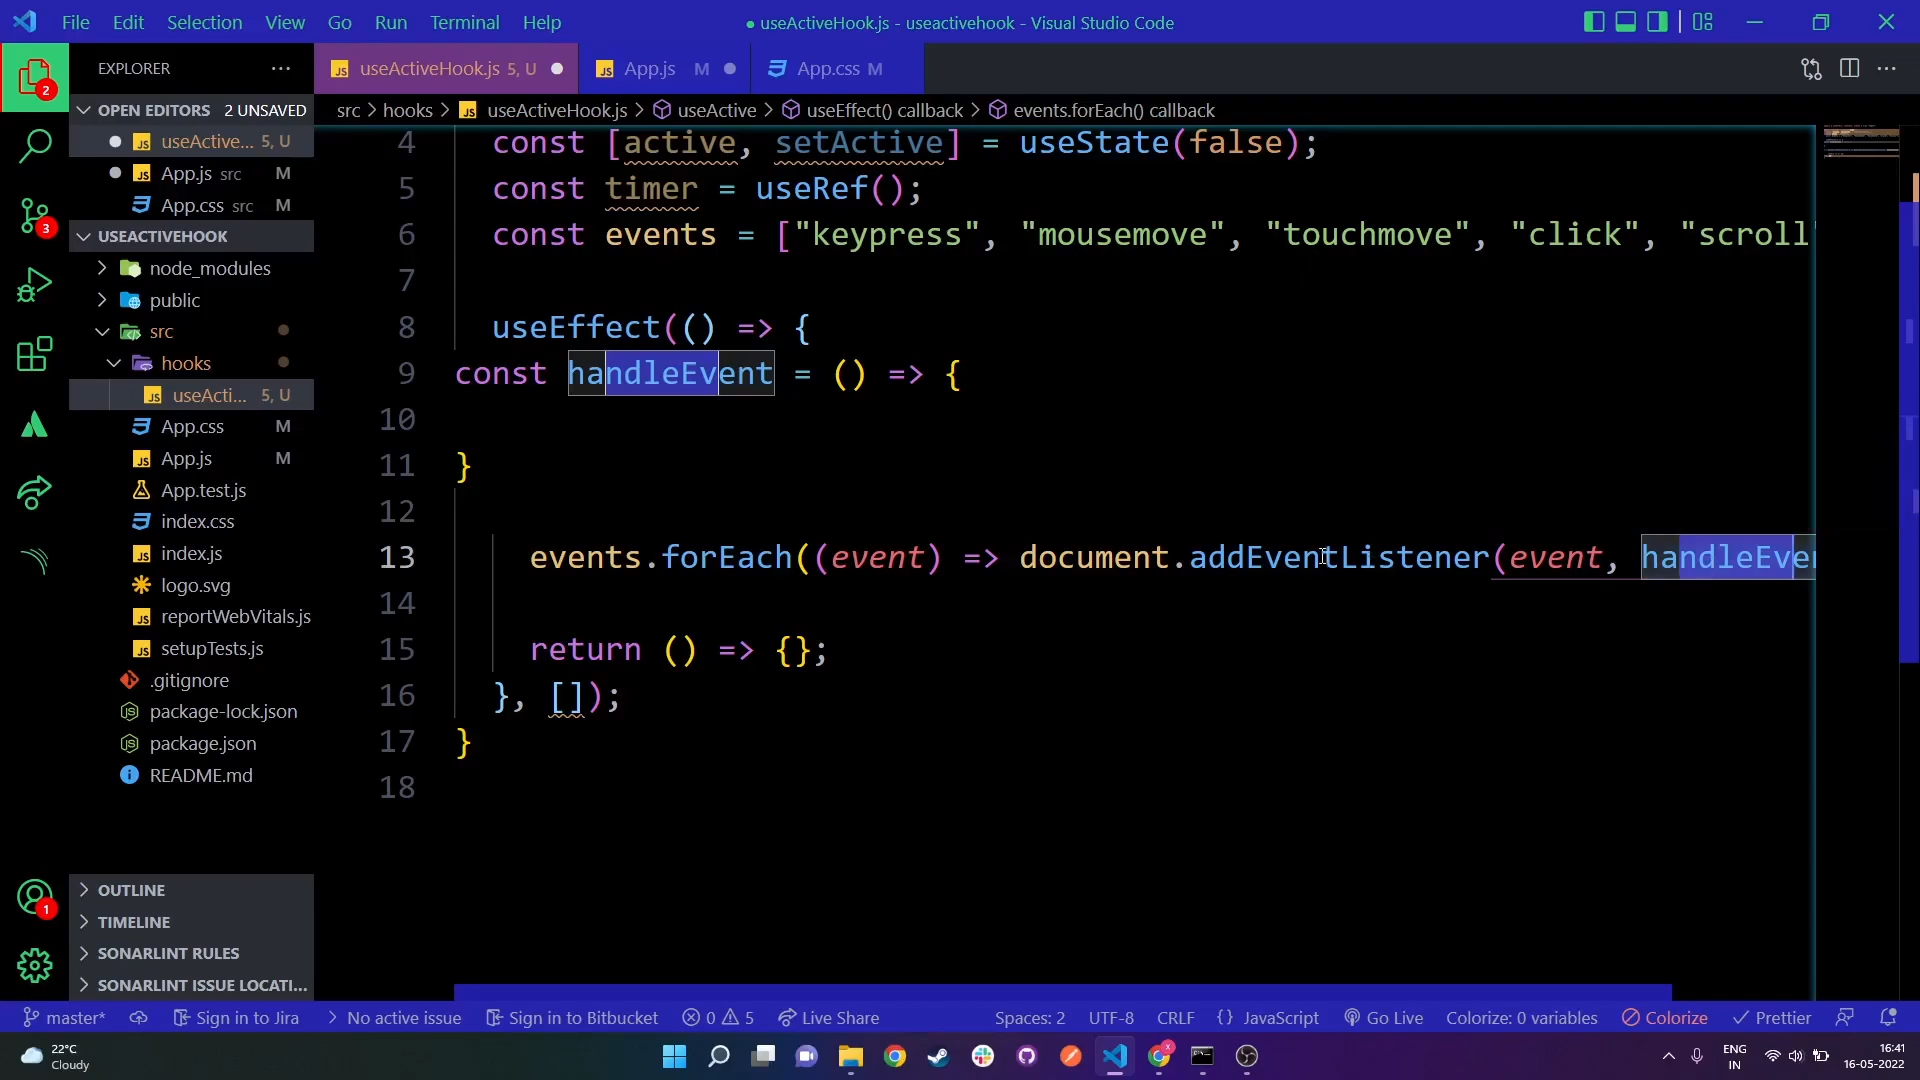 File Edit Selection View Go Run Terminal Help
● useActiveHook.js - useactivehook - Visual Studio Code
EXPLORER ...
useActiveHook.js 5, U
App.js M
App.css M
2
OPEN EDITORS 2 UNSAVED
useActive... 5, U
App.js src M
App.css src M
3
USEACTIVEHOOK
node_modules
public
src
hooks
useActi... 5, U
App.css M
App.js M
App.test.js
index.css
index.js
logo.svg
reportWebVitals.js
setupTests.js
.gitignore
package-lock.json
package.json
README.md
1
OUTLINE
TIMELINE
SONARLINT RULES
SONARLINT ISSUE LOCATI...
src > hooks > useActiveHook.js > useActive > useEffect() callback > events.forEach() callback
4 const [active, setActive] = useState(false);
5 const timer = useRef();
6 const events = ["keypress", "mousemove", "touchmove", "click", "scroll"
7
8 useEffect(() => {
9 const handleEvent = () => {
10
11 }
12
13 events.forEach((event) => document.addEventListener(event, handleEven
14
15 return () => {};
16 }, []);
17 }
18
master* Sign in to Jira No active issue Sign in to Bitbucket 0 5 Live Share Spaces: 2 UTF-8 CRLF {} JavaScript Go Live Colorize: 0 variables Colorize Prettier
22°C
Cloudy
ENG
IN
16:41
16-05-2022